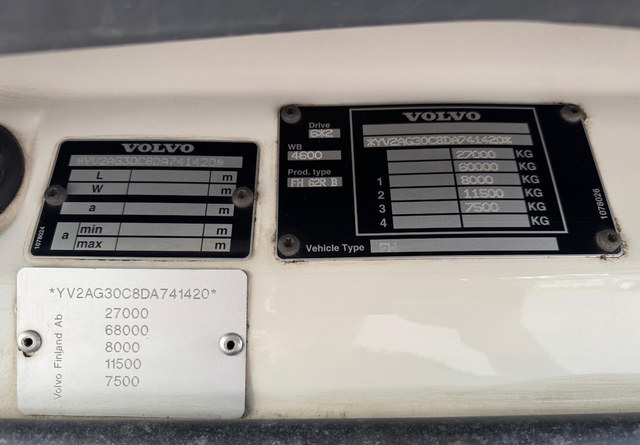 VOLVO
*YV2AG30C8DA741420*
L m
W m
a m
a min m
max m
1078024
VOLVO
Drive
6X2
WB
4600
Prod. type
FH 62R B
*YV2AG30C8DA741420*
27000 KG
60000 KG
1 8000 KG
2 11500 KG
3 7500 KG
4 KG
Vehicle Type
1078026
*YV2AG30C8DA741420*
27000
68000
8000
11500
7500
Volvo Finland Ab